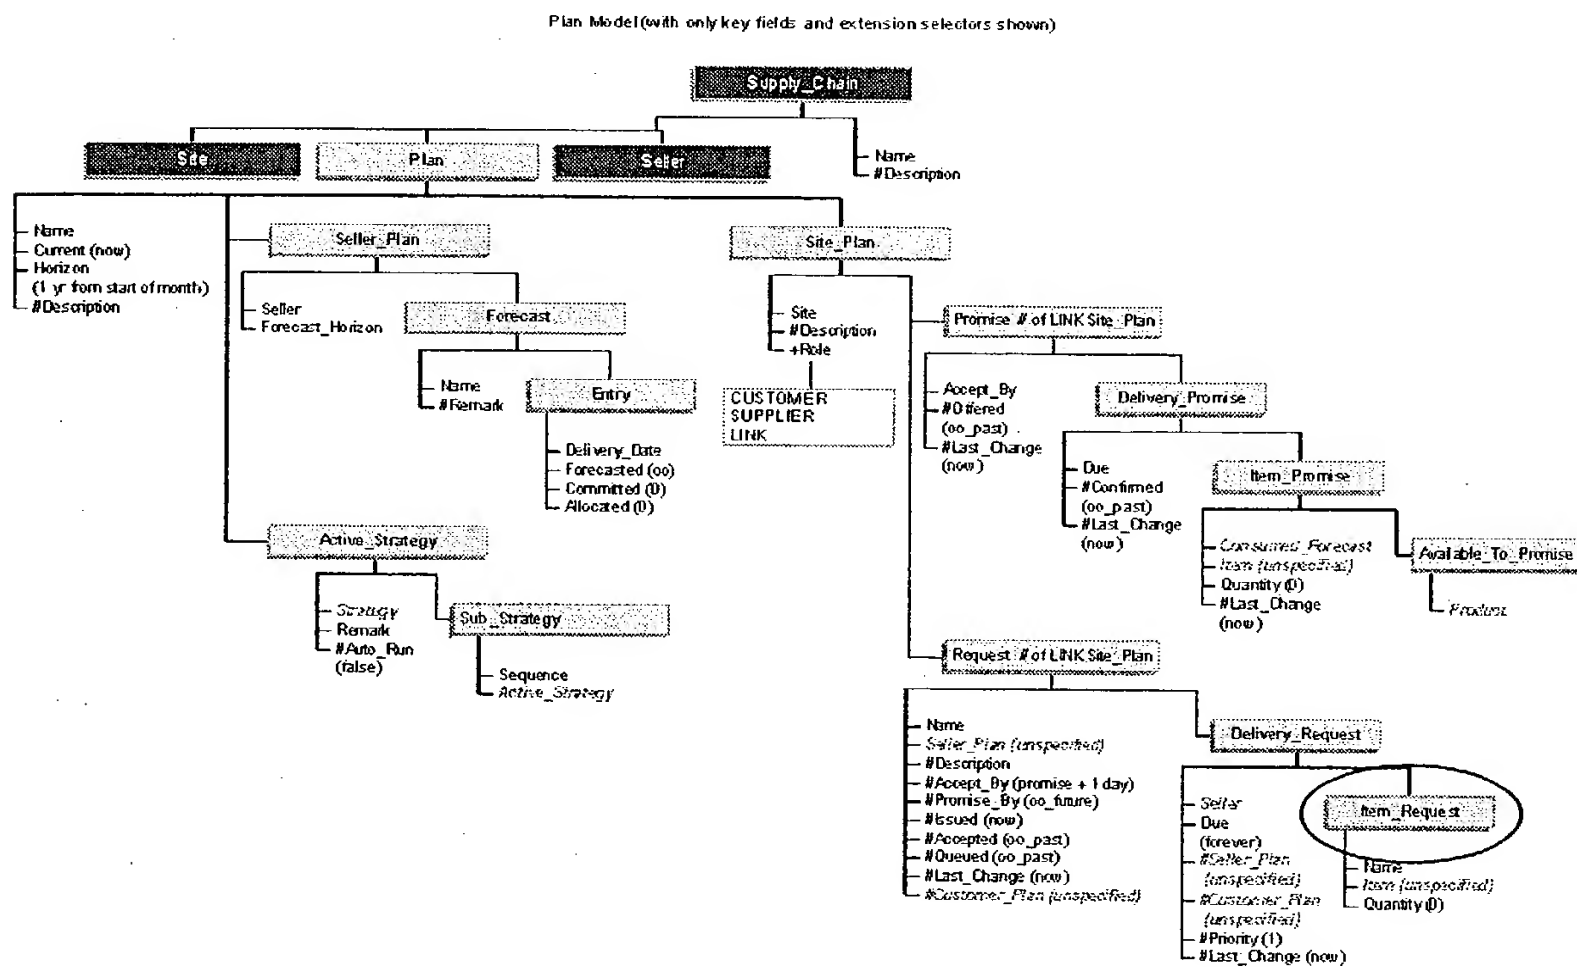 Plan Model (with only key fields and extension selectors shown)
Supply_Chain
Name
#Description
Site
Plan
Seller
Name
Current (now)
Horizon
(1 yr from start of month)
#Description
Seller_Plan
Seller
Forecast_Horizon
Forecast
Name
#Remark
Entry
Delivery_Date
Forecasted (oo)
Committed (0)
Allocated (0)
Active_Strategy
Strategy
Remark
#Auto_Run
(false)
Sub_Strategy
Sequence
Active_Strategy
Site_Plan
Site
#Description
+Role
CUSTOMER
SUPPLIER
LINK
Promise # of LINK Site_Plan
Accept_By
#Offered
(oo_past)
#Last_Change
(now)
Delivery_Promise
Due
#Confirmed
(oo_past)
#Last_Change
(now)
Item_Promise
Consumed_Forecast
Item (unspecified)
Quantity (0)
#Last_Change
(now)
Available_To_Promise
Product
Request # of LINK Site_Plan
Name
Seller_Plan (unspecified)
#Description
#Accept_By (promise + 1 day)
#Promise_By (oo_future)
#Issued (now)
#Accepted (oo_past)
#Queued (oo_past)
#Last_Change (now)
#Customer_Plan (unspecified)
Delivery_Request
Seller
Due
(forever)
#Seller_Plan
(unspecified)
#Customer_Plan
(unspecified)
#Priority (1)
#Last_Change (now)
Item_Request
Name
Item (unspecified)
Quantity (0)